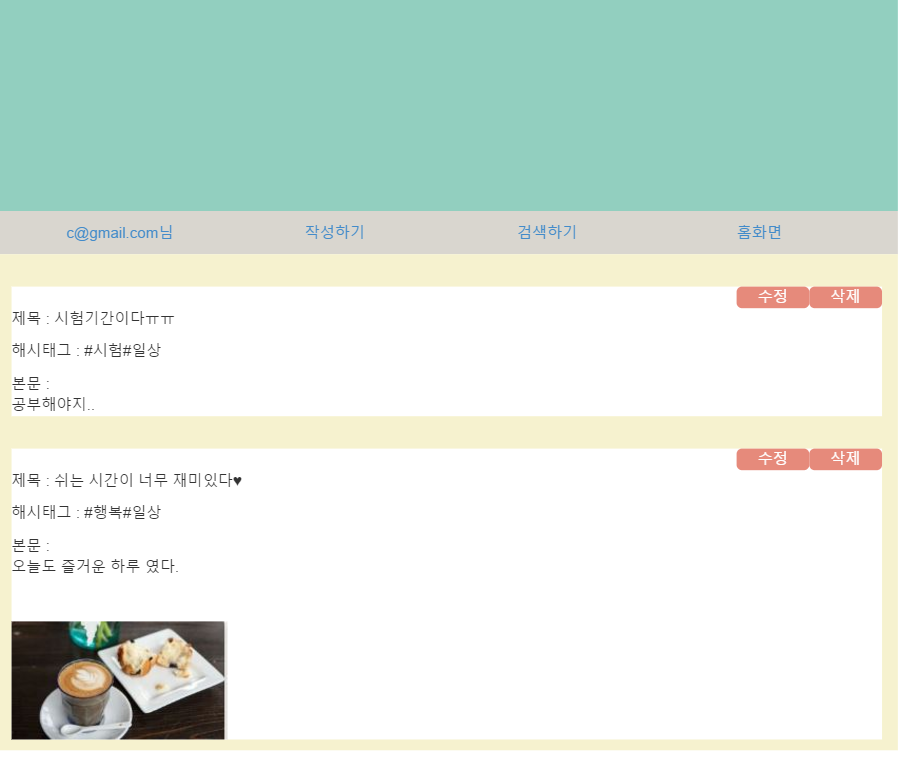 c@gmail.com님 작성하기 검색하기 홈화면
수정 삭제
제목 : 시험기간이다ㅠㅠ
해시태그 : #시험#일상
본문 :
공부해야지..
수정 삭제
제목 : 쉬는 시간이 너무 재미있다♥
해시태그 : #행복#일상
본문 :
오늘도 즐거운 하루 였다.